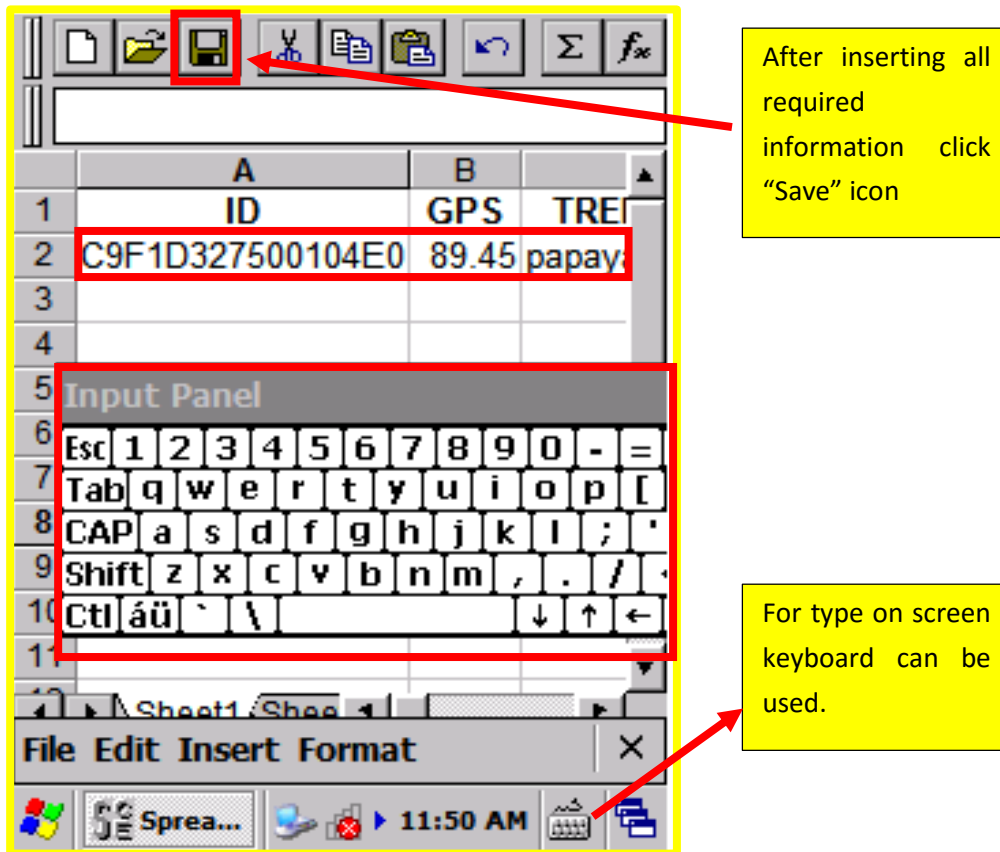 Σ fx
After inserting all
required
information click
“Save” icon
A B
1 ID GPS
2 C9F1D327500104E0 89.45
3
4
5 Input Panel
6 Esc 1 2 3 4 5 6 7 8 9 0 - =
7 Tab q w e r t y u i o p [
8 CAP a s d f g h j k l ; '
9 Shift z x c v b n m , . /
10 Ctl áü ` \ ↓ ↑ ←
11
For type on screen
keyboard can be
used.
Sheet1
File Edit Insert Format ×
Sprea... 11:50 AM